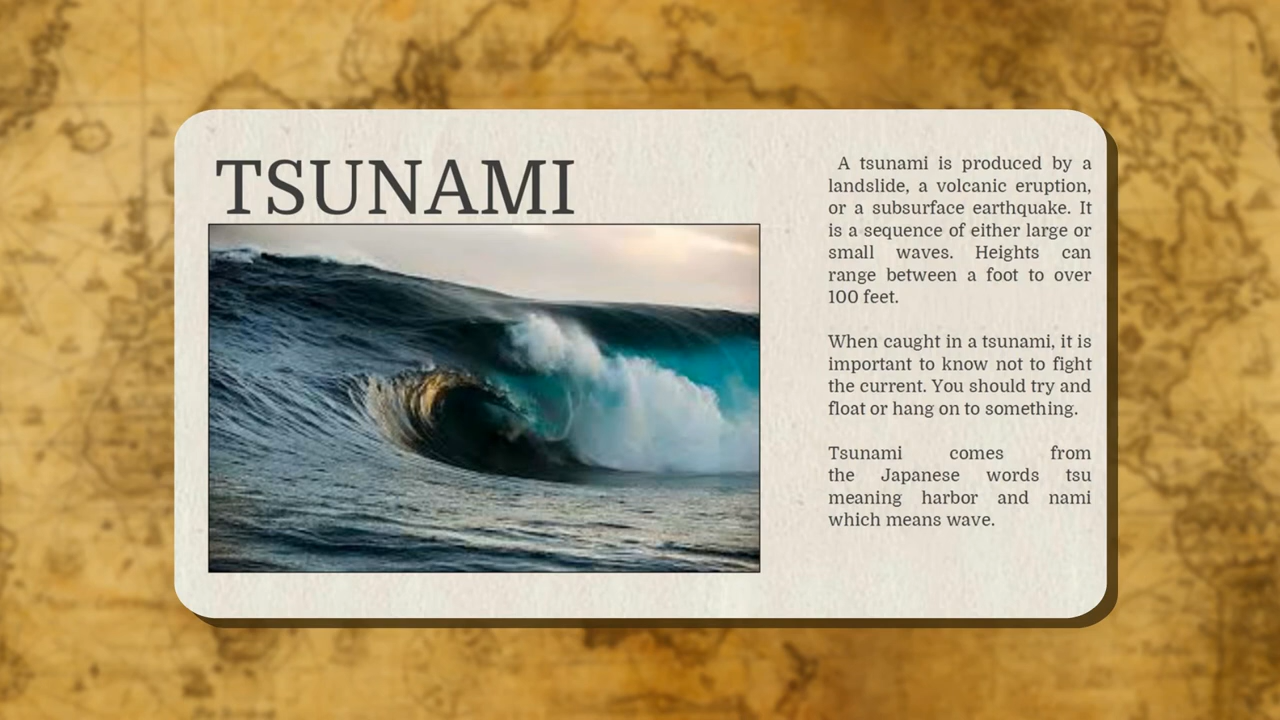 TSUNAMI
A tsunami is produced by a
landslide, a volcanic eruption,
or a subsurface earthquake. It
is a sequence of either large or
small waves. Heights can
range between a foot to over
100 feet.
When caught in a tsunami, it is
important to know not to fight
the current. You should try and
float or hang on to something.
Tsunami comes from
the Japanese words tsu
meaning harbor and nami
which means wave.